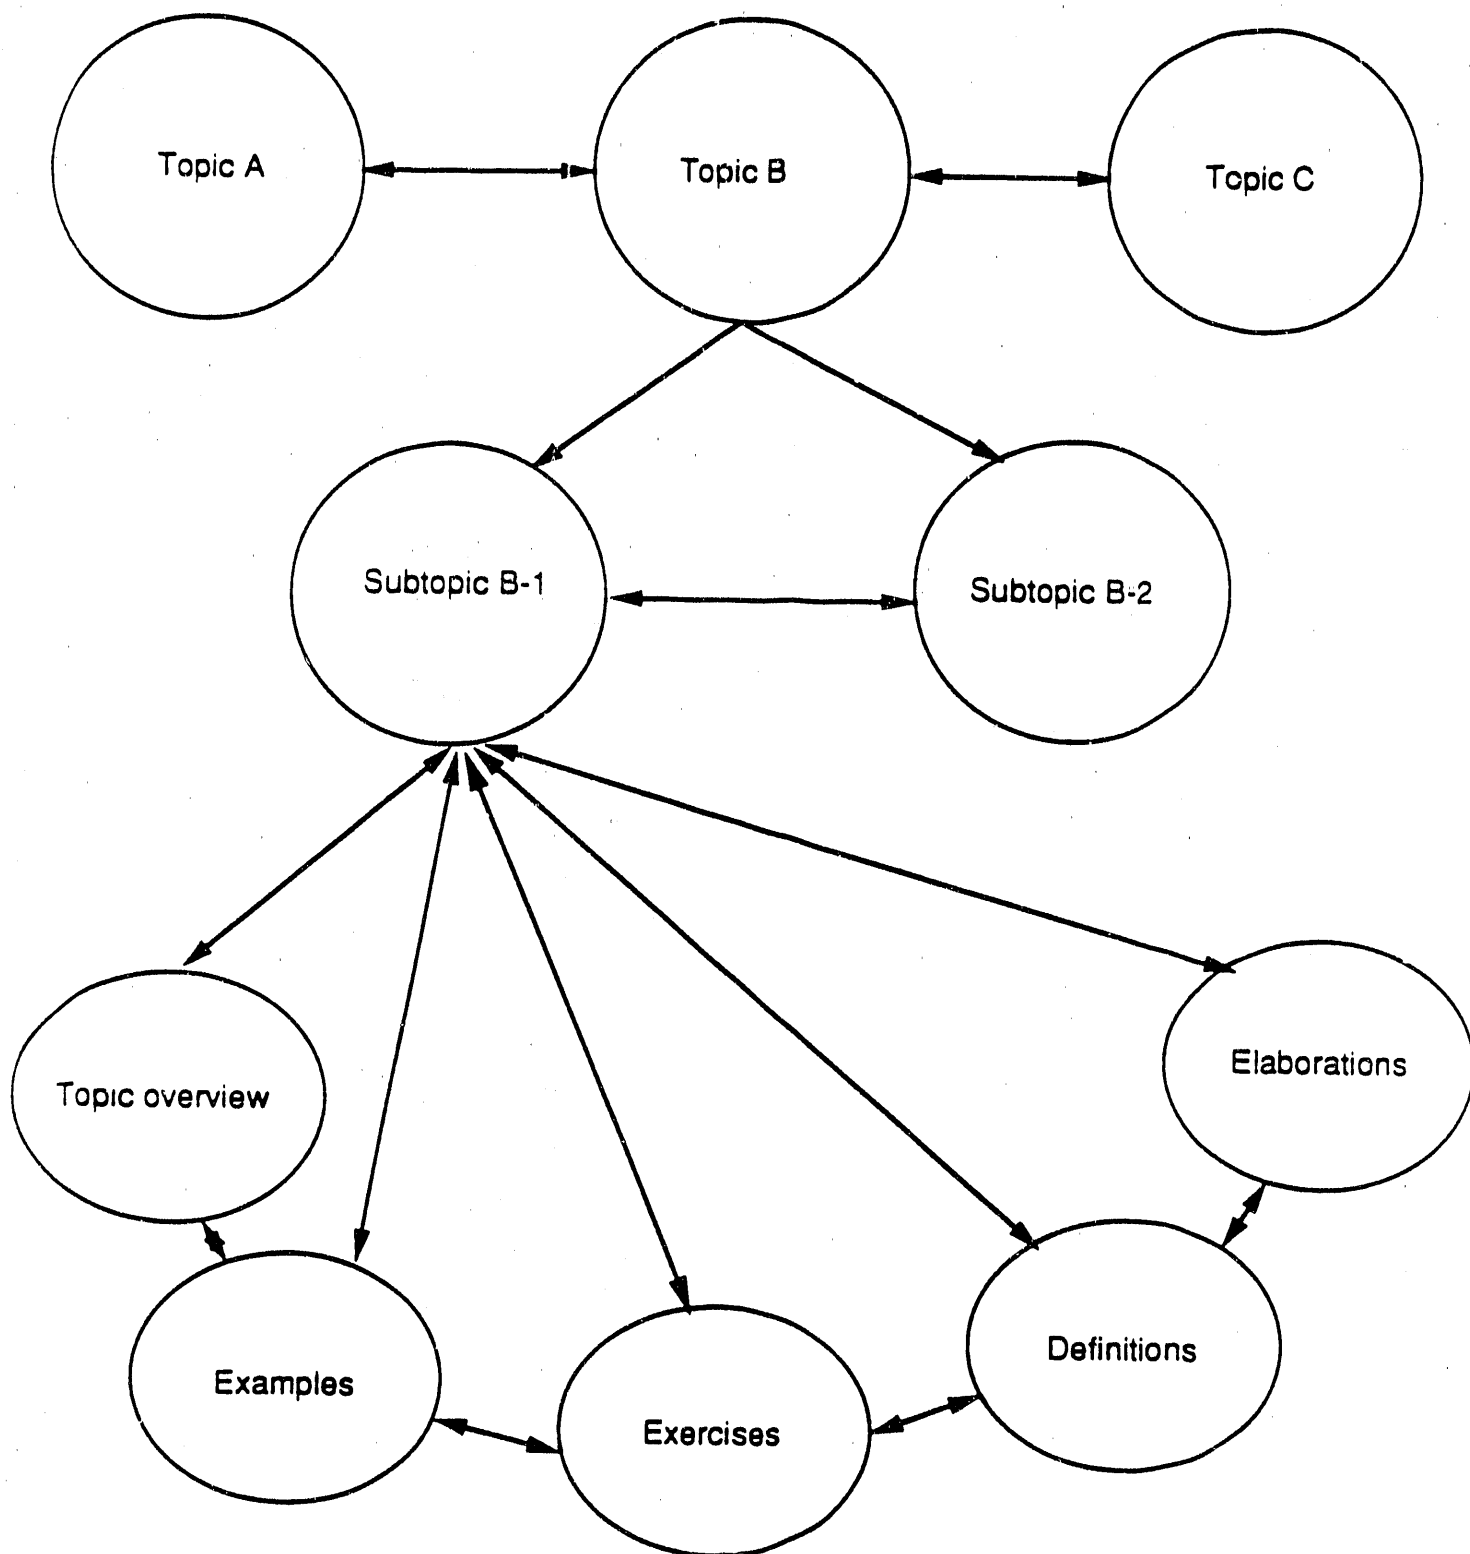 Topic A
Topic B
Topic C
Subtopic B-1
Subtopic B-2
Elaborations
Topic overview
Definitions
Examples
Exercises